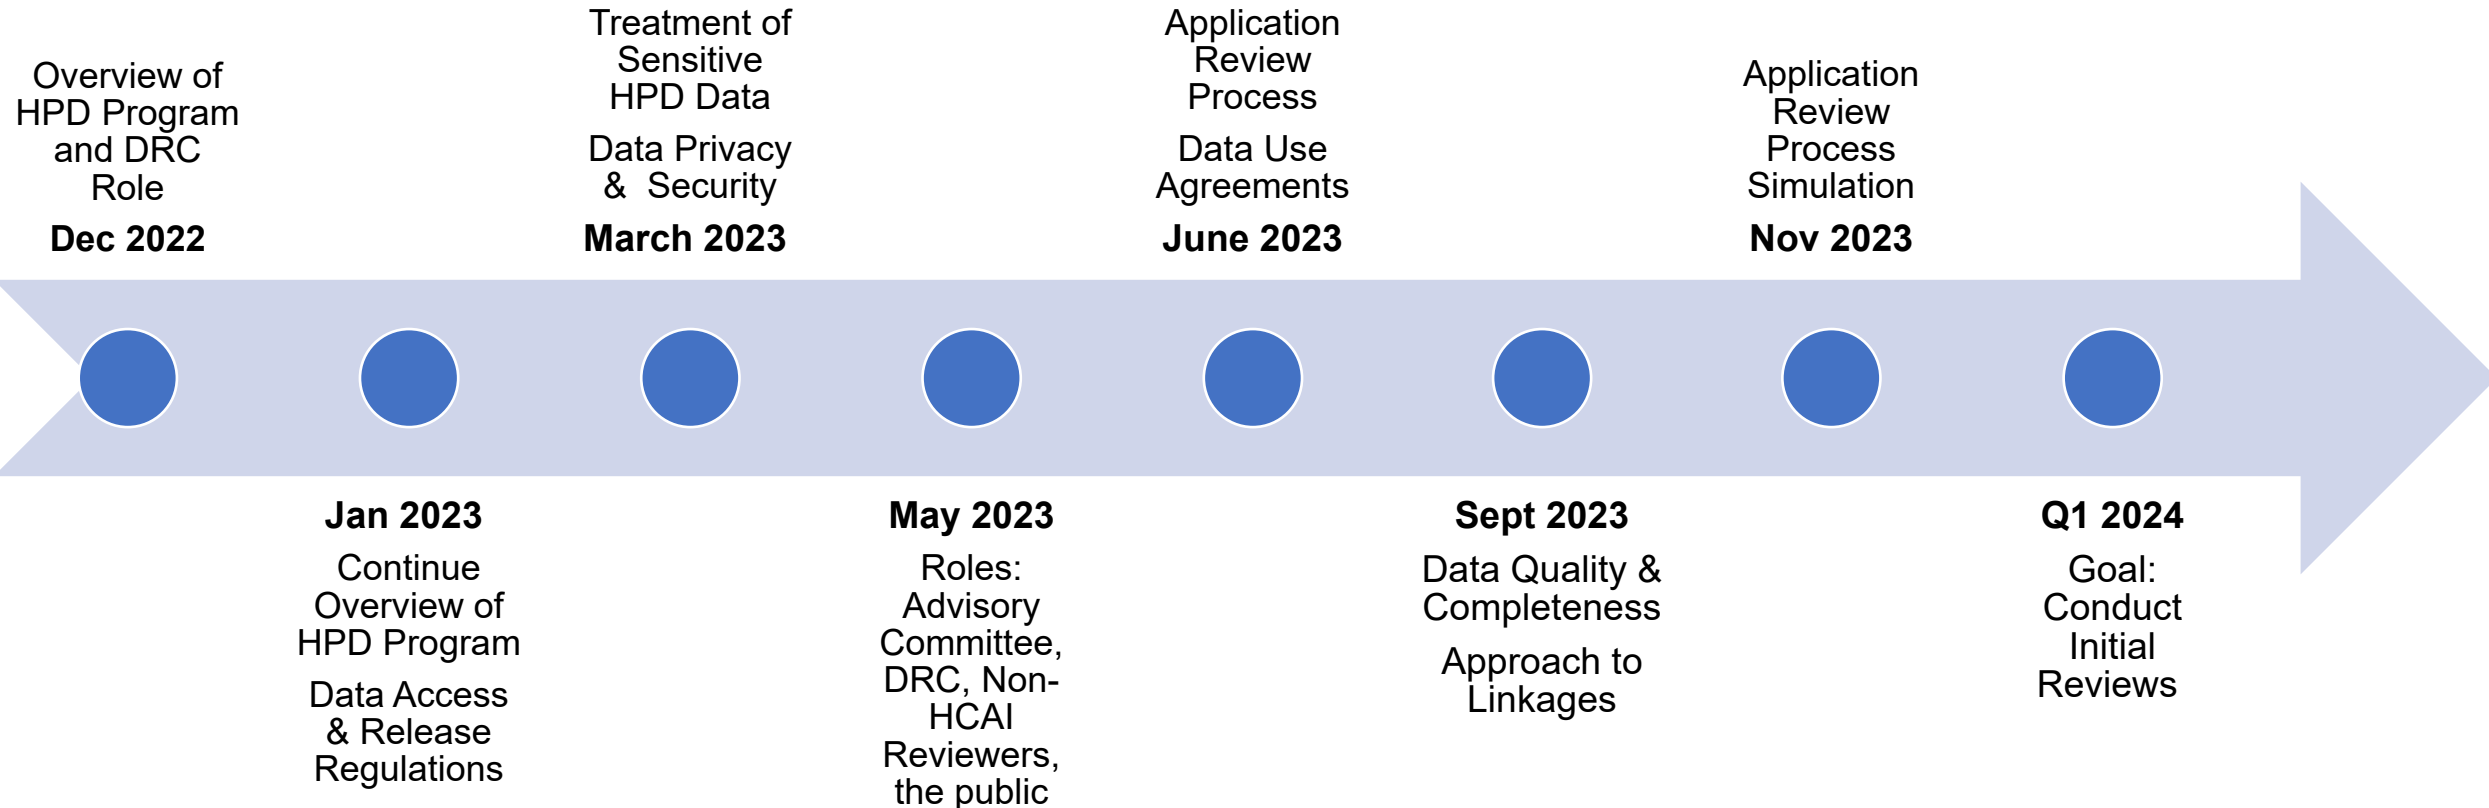 Overview of
HPD Program
and DRC
Role
Dec 2022
Jan 2023
Continue
Overview of
HPD Program
Data Access
& Release
Regulations
Treatment of
Sensitive
HPD Data
Data Privacy
& Security
March 2023
May 2023
Roles:
Advisory
Committee,
DRC, Non-
HCAI
Reviewers,
the public
Application
Review
Process
Data Use
Agreements
June 2023
Sept 2023
Data Quality &
Completeness
Approach to
Linkages
Application
Review
Process
Simulation
Nov 2023
Q1 2024
Goal:
Conduct
Initial
Reviews